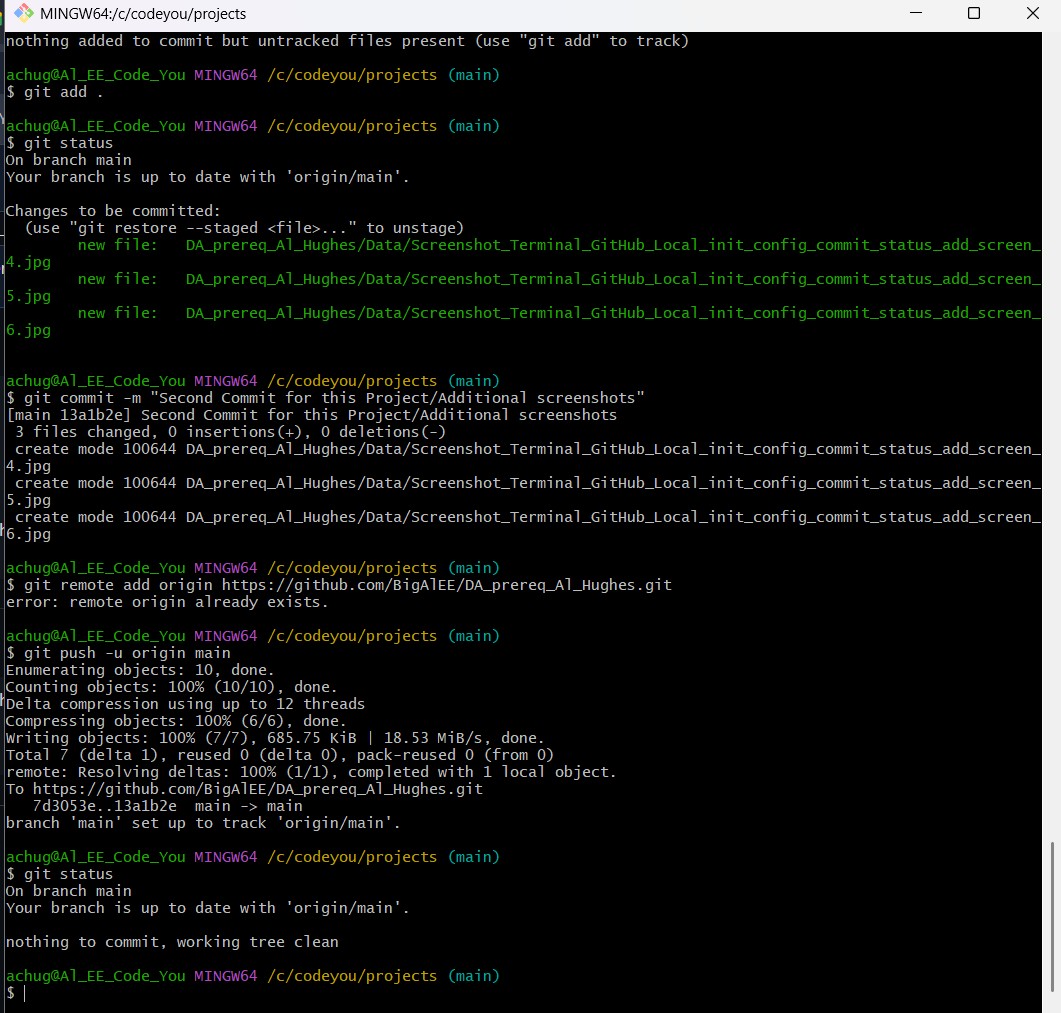 MINGW64:/c/codeyou/projects
nothing added to commit but untracked files present (use "git add" to track)
achug@Al_EE_Code_You MINGW64 /c/codeyou/projects (main)
$ git add .
achug@Al_EE_Code_You MINGW64 /c/codeyou/projects (main)
$ git status
On branch main
Your branch is up to date with 'origin/main'.
Changes to be committed:
  (use "git restore --staged <file>..." to unstage)
        new file:   DA_prereq_Al_Hughes/Data/Screenshot_Terminal_GitHub_Local_init_config_commit_status_add_screen_
4.jpg
        new file:   DA_prereq_Al_Hughes/Data/Screenshot_Terminal_GitHub_Local_init_config_commit_status_add_screen_
5.jpg
        new file:   DA_prereq_Al_Hughes/Data/Screenshot_Terminal_GitHub_Local_init_config_commit_status_add_screen_
6.jpg
achug@Al_EE_Code_You MINGW64 /c/codeyou/projects (main)
$ git commit -m "Second Commit for this Project/Additional screenshots"
[main 13a1b2e] Second Commit for this Project/Additional screenshots
 3 files changed, 0 insertions(+), 0 deletions(-)
 create mode 100644 DA_prereq_Al_Hughes/Data/Screenshot_Terminal_GitHub_Local_init_config_commit_status_add_screen_
4.jpg
 create mode 100644 DA_prereq_Al_Hughes/Data/Screenshot_Terminal_GitHub_Local_init_config_commit_status_add_screen_
5.jpg
 create mode 100644 DA_prereq_Al_Hughes/Data/Screenshot_Terminal_GitHub_Local_init_config_commit_status_add_screen_
6.jpg
achug@Al_EE_Code_You MINGW64 /c/codeyou/projects (main)
$ git remote add origin https://github.com/BigAlEE/DA_prereq_Al_Hughes.git
error: remote origin already exists.
achug@Al_EE_Code_You MINGW64 /c/codeyou/projects (main)
$ git push -u origin main
Enumerating objects: 10, done.
Counting objects: 100% (10/10), done.
Delta compression using up to 12 threads
Compressing objects: 100% (6/6), done.
Writing objects: 100% (7/7), 685.75 KiB | 18.53 MiB/s, done.
Total 7 (delta 1), reused 0 (delta 0), pack-reused 0 (from 0)
remote: Resolving deltas: 100% (1/1), completed with 1 local object.
To https://github.com/BigAlEE/DA_prereq_Al_Hughes.git
   7d3053e..13a1b2e  main -> main
branch 'main' set up to track 'origin/main'.
achug@Al_EE_Code_You MINGW64 /c/codeyou/projects (main)
$ git status
On branch main
Your branch is up to date with 'origin/main'.
nothing to commit, working tree clean
achug@Al_EE_Code_You MINGW64 /c/codeyou/projects (main)
$